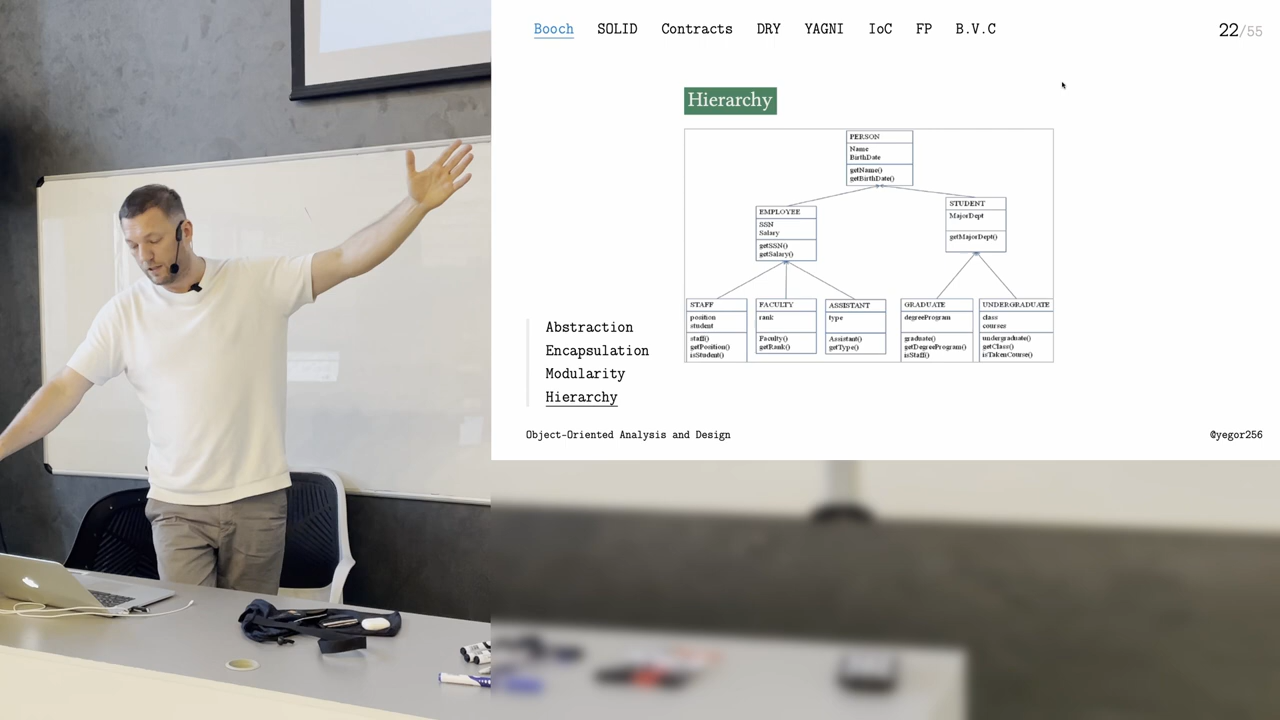 Booch SOLID Contracts DRY YAGNI IoC FP B.V.C 22/55
Hierarchy
PERSON
Name
BirthDate
getName()
getBirthDate()
EMPLOYEE
SSN
Salary
getSSN()
getSalary()
STUDENT
MajorDept
getMajorDept()
STAFF
position
student
staff()
getPosition()
isStudent()
FACULTY
rank
Faculty()
getRank()
ASSISTANT
type
Assistant()
getType()
GRADUATE
degreeProgram
graduate()
getDegreeProgram()
isStaff()
UNDERGRADUATE
class
courses
undergraduate()
getClass()
isTakenCourse()
Abstraction
Encapsulation
Modularity
Hierarchy
Object-Oriented Analysis and Design @yegor256